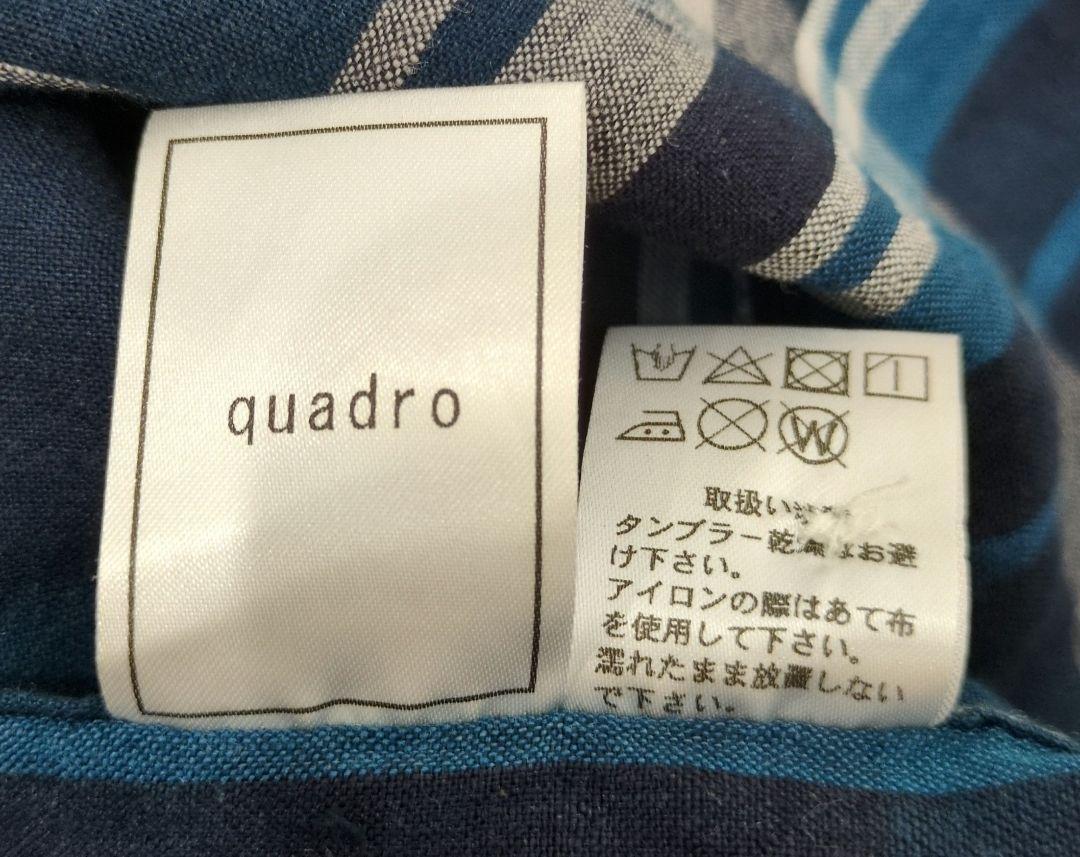 quadro
取扱い
タンブラー乾燥はお避
け下さい。
アイロンの際はあて布
を使用して下さい。
濡れたまま放置しない
で下さい。